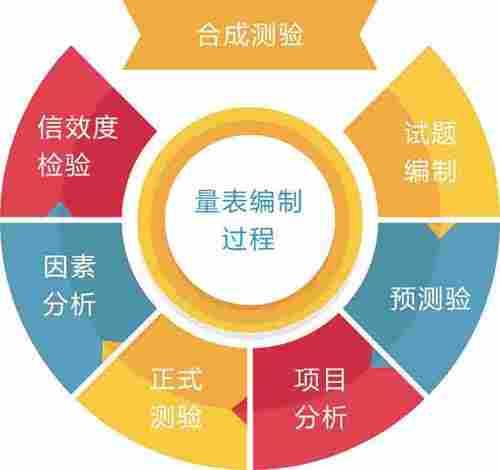 合成测验
试题
编制
预测验
项目
分析
正式
测验
因素
分析
信效度
检验
量表编制
过程